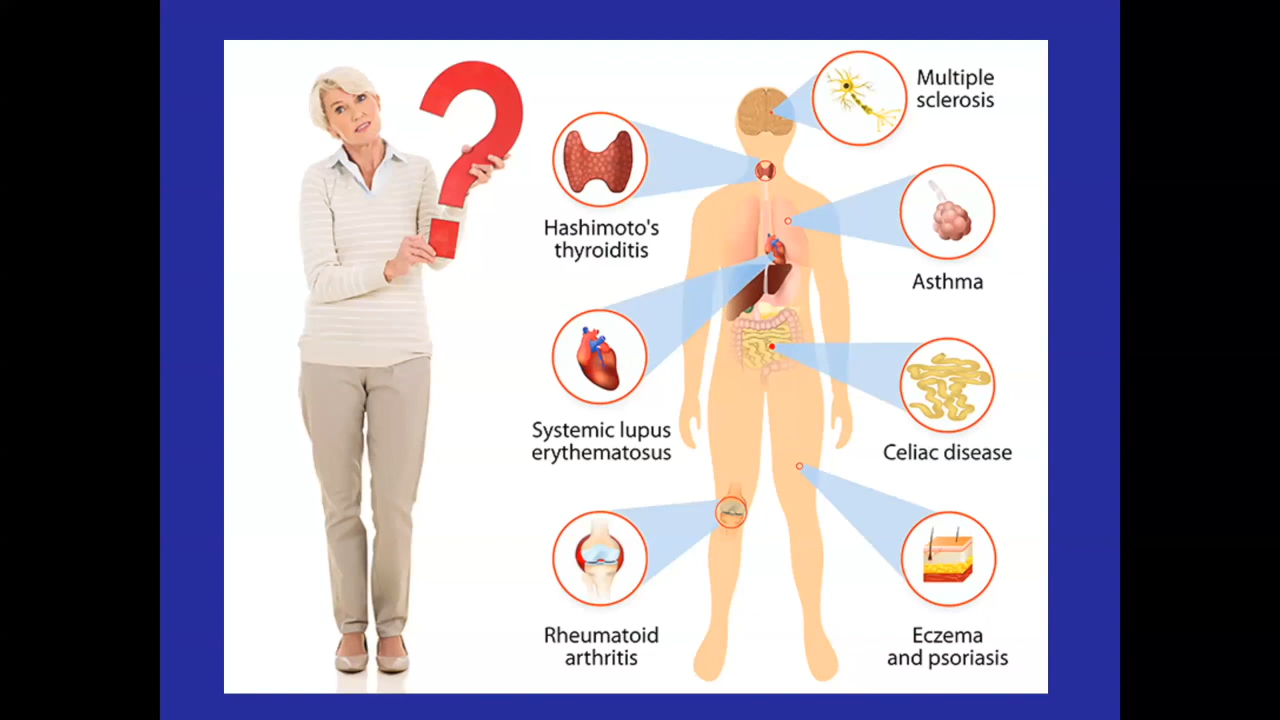 Multiple
sclerosis
Hashimoto's
thyroiditis
Asthma
Systemic lupus
erythematosus
Celiac disease
Rheumatoid
arthritis
Eczema
and psoriasis